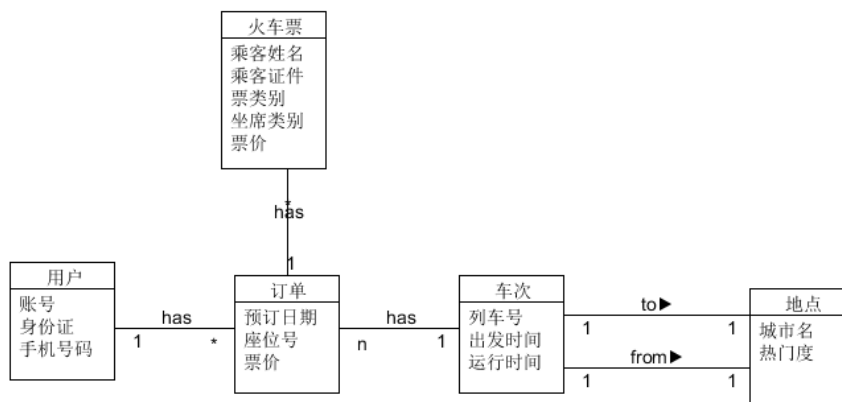 火车票
乘客姓名
乘客证件
票类别
坐席类别
票价
*
has
1
用户
账号
身份证
手机号码
has
1
*
订单
预订日期
座位号
票价
has
n
1
车次
列车号
出发时间
运行时间
to▶
1
1
from▶
1
1
地点
城市名
热门度